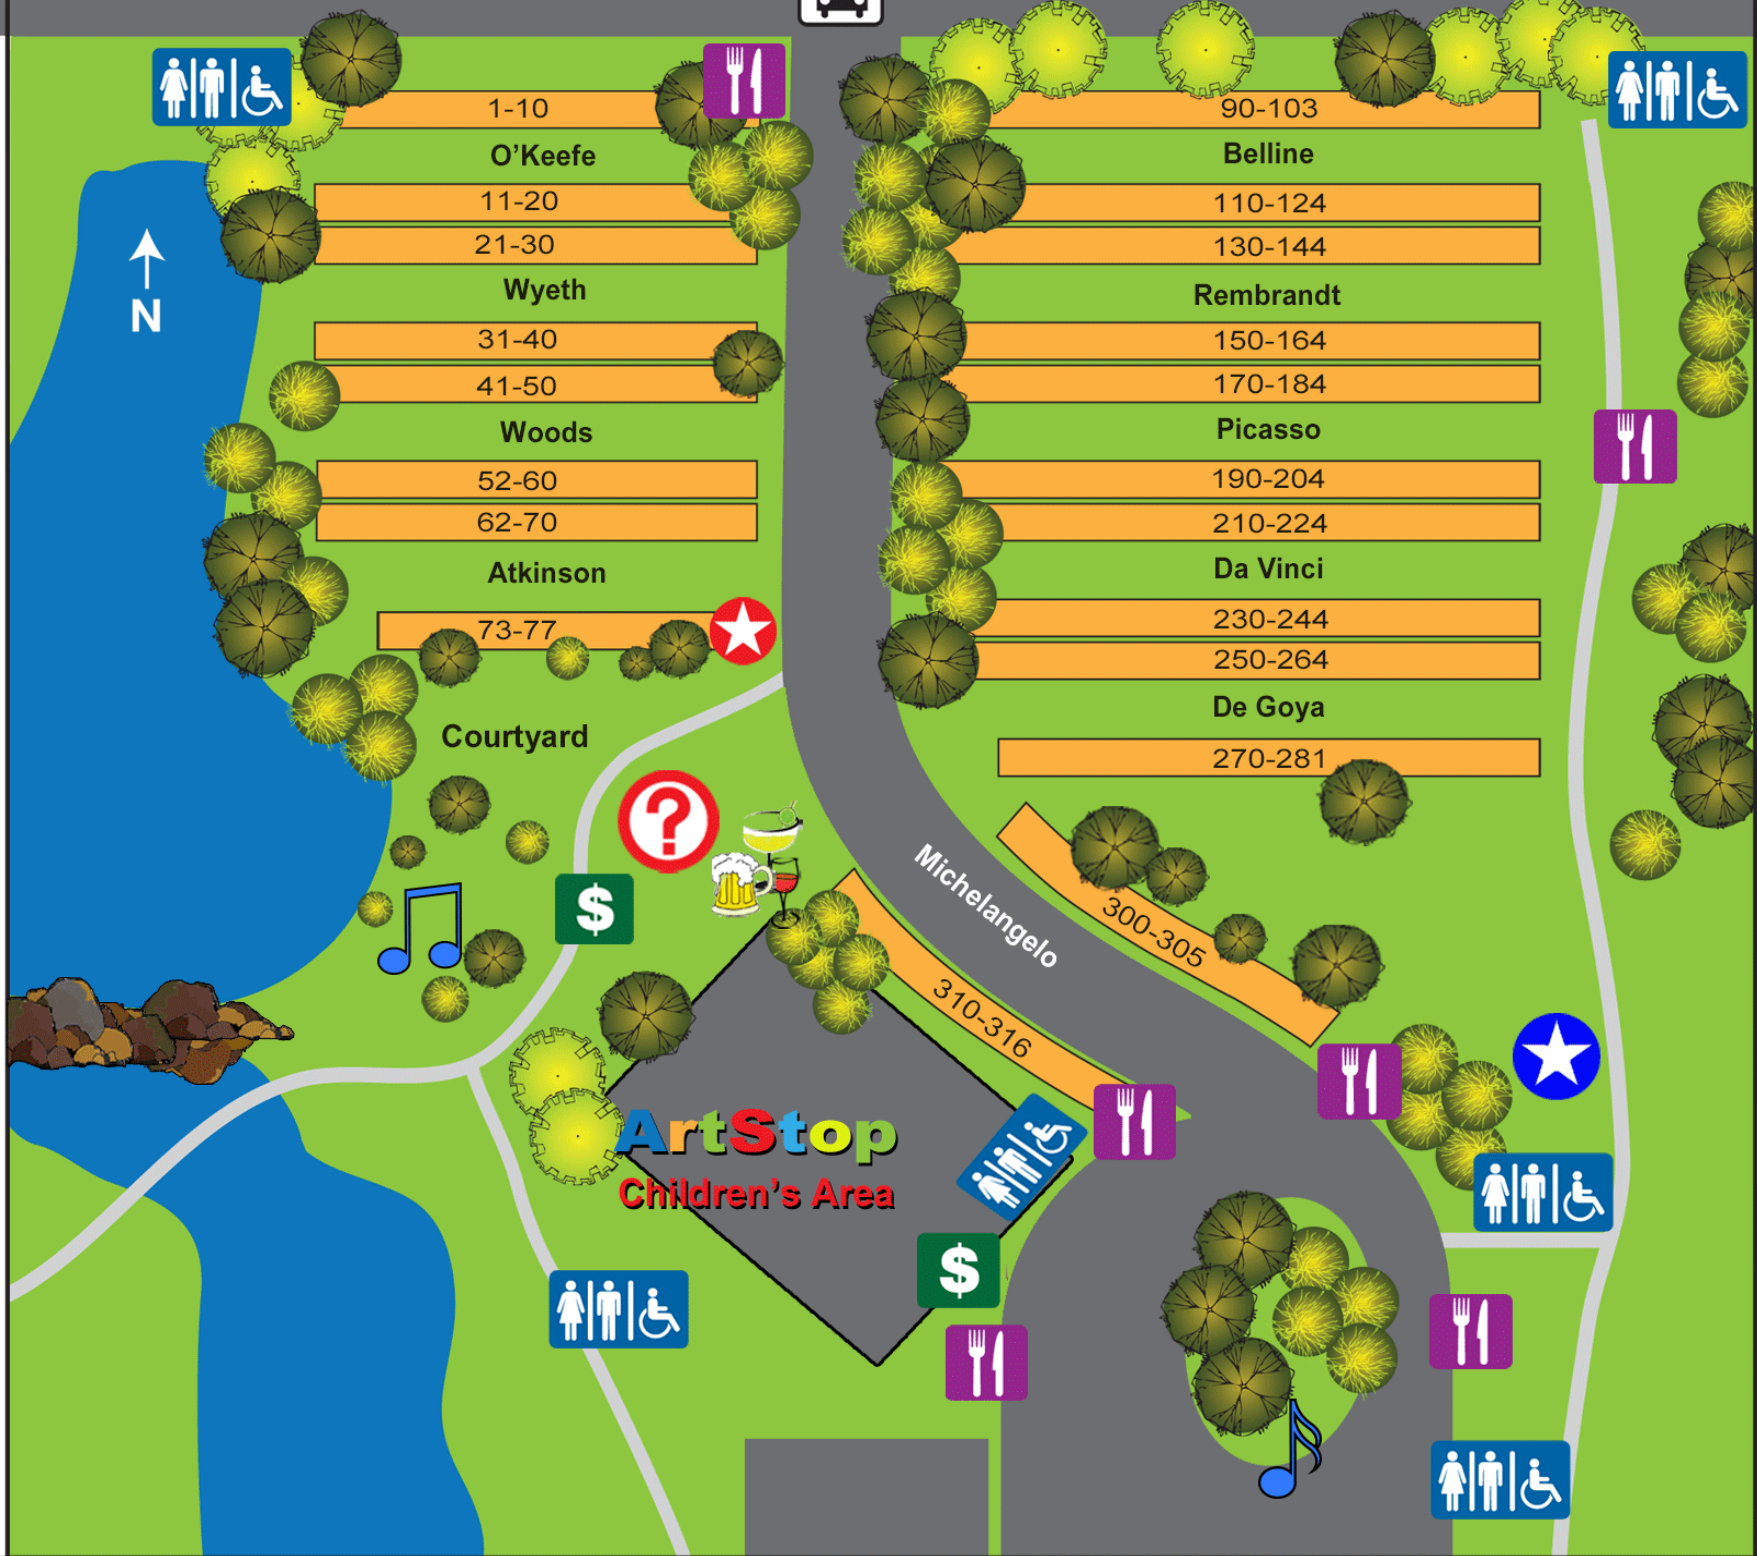 1-10
90-103
O'Keefe
Belline
11-20
110-124
21-30
130-144
N
Wyeth
Rembrandt
31-40
150-164
41-50
170-184
Woods
Picasso
52-60
190-204
62-70
210-224
Atkinson
Da Vinci
73-77
230-244
250-264
Courtyard
De Goya
270-281
?
$
Michelangelo
300-305
310-316
ArtStop
Children's Area
$